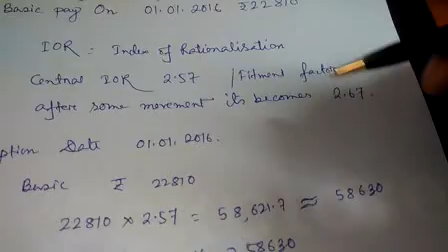 Basic pay On 01.01.2016 ₹22810
IOR = Index of Rationalisation
Central IOR 2.57 / Fitment factor
after some movement its becomes 2.67.
ption Date 01.01.2016.
Basic ₹ 22810
22810 × 2.57 = 58,621.7 ≈ 58630
58630